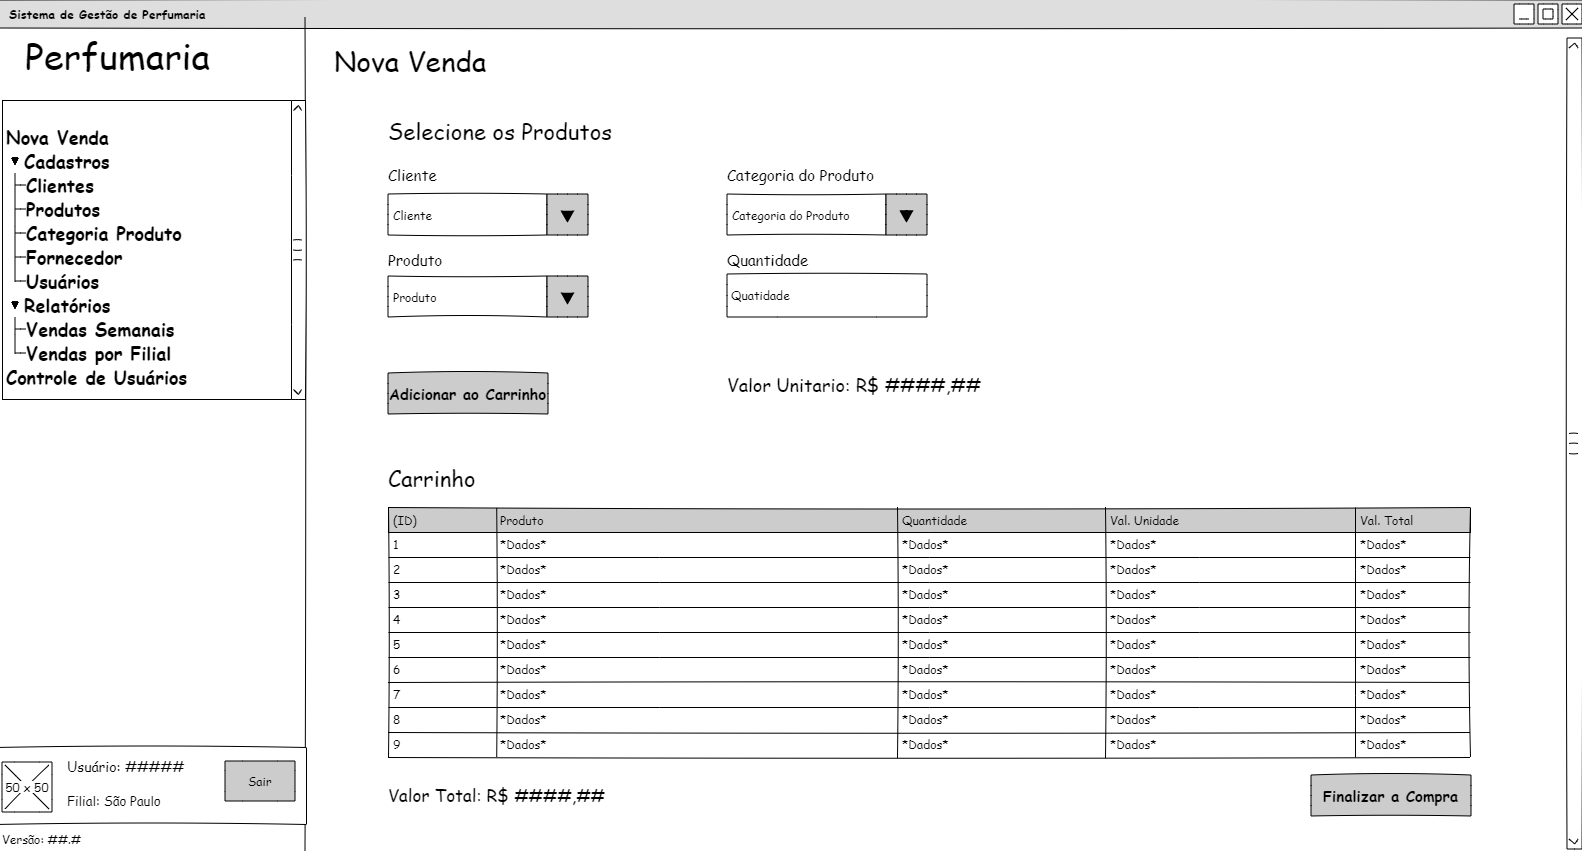 Sistema de Gestão de Perfumaria
Perfumaria
Nova Venda
Cadastros
Clientes
Produtos
Categoria Produto
Fornecedor
Usuários
Relatórios
Vendas Semanais
Vendas por Filial
Controle de Usuários
50 x 50
Usuário: #####
Filial: São Paulo
Sair
Versão: ##.#
Nova Venda
Selecione os Produtos
Cliente Categoria do Produto
Cliente Categoria do Produto
Produto Quantidade
Produto Quatidade
Adicionar ao Carrinho Valor Unitario: R$ ####,##
Carrinho
(ID) Produto Quantidade Val. Unidade Val. Total
1 *Dados* *Dados* *Dados* *Dados*
2 *Dados* *Dados* *Dados* *Dados*
3 *Dados* *Dados* *Dados* *Dados*
4 *Dados* *Dados* *Dados* *Dados*
5 *Dados* *Dados* *Dados* *Dados*
6 *Dados* *Dados* *Dados* *Dados*
7 *Dados* *Dados* *Dados* *Dados*
8 *Dados* *Dados* *Dados* *Dados*
9 *Dados* *Dados* *Dados* *Dados*
Valor Total: R$ ####,## Finalizar a Compra